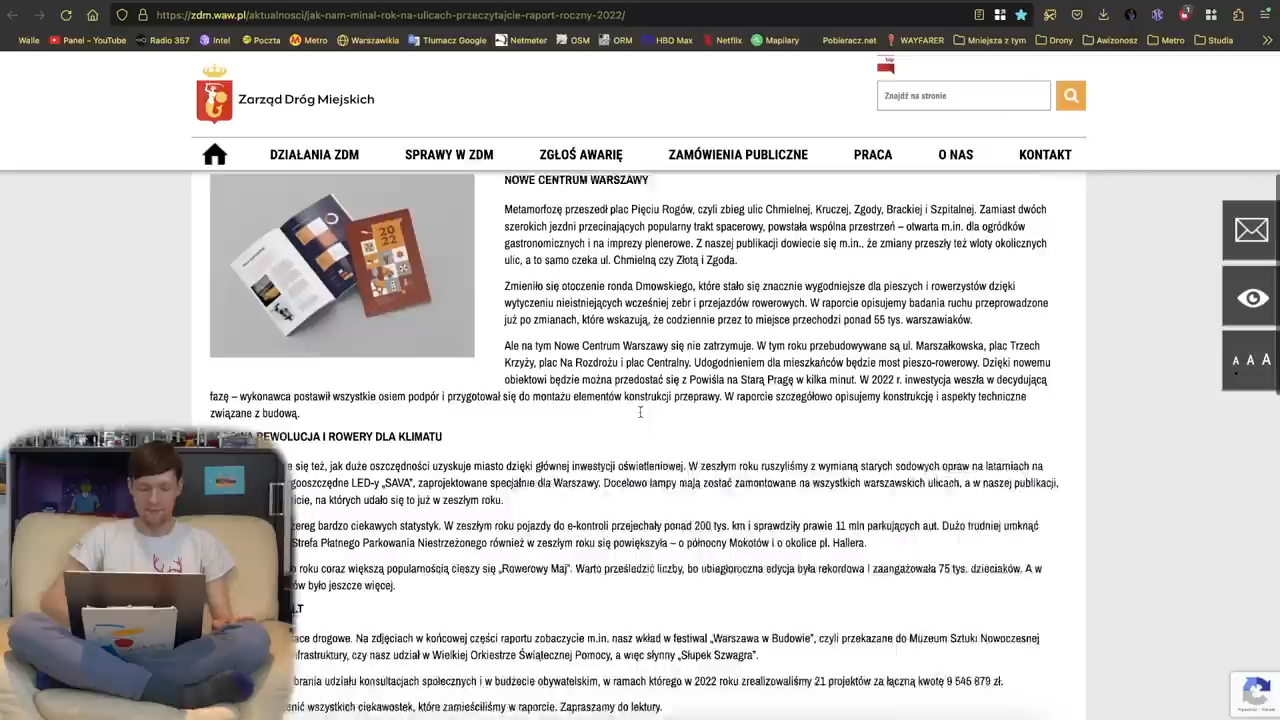 https://zdm.waw.pl/aktualnosci/jak-nam-minal-rok-na-ulicach-przeczytajcie-raport-roczny-2022/
Walle Panel - YouTube Radio 357 Intel Poczta Metro Warszawikia Tłumacz Google Netmeter OSM ORM HBO Max Netflix Mapilary Pobieracz.net WAYFARER Mniejsza z tym Drony Awizonosz Metro Studia
Zarząd Dróg Miejskich
Znajdź na stronie
DZIAŁANIA ZDM SPRAWY W ZDM ZGŁOŚ AWARIĘ ZAMÓWIENIA PUBLICZNE PRACA O NAS KONTAKT
NOWE CENTRUM WARSZAWY
Metamorfozę przeszedł plac Pięciu Rogów, czyli zbieg ulic Chmielnej, Kruczej, Zgody, Brackiej i Szpitalnej. Zamiast dwóch
szerokich jezdni przecinających popularny trakt spacerowy, powstała wspólna przestrzeń – otwarta m.in. dla ogródków
gastronomicznych i na imprezy plenerowe. Z naszej publikacji dowiecie się m.in., że zmiany przeszły też wloty okolicznych
ulic, a to samo czeka ul. Chmielną czy Złotą i Zgoda.
Zmieniło się otoczenie ronda Dmowskiego, które stało się znacznie wygodniejsze dla pieszych i rowerzystów dzięki
wytyczeniu nieistniejących wcześniej zebr i przejazdów rowerowych. W raporcie opisujemy badania ruchu przeprowadzone
już po zmianach, które wskazują, że codziennie przez to miejsce przechodzi ponad 55 tys. warszawiaków.
Ale na tym Nowe Centrum Warszawy się nie zatrzymuje. W tym roku przebudowywane są ul. Marszałkowska, plac Trzech
Krzyży, plac Na Rozdrożu i plac Centralny. Udogodnieniem dla mieszkańców będzie most pieszo-rowerowy. Dzięki nowemu
obiektowi będzie można przedostać się z Powiśla na Starą Pragę w kilka minut. W 2022 r. inwestycja weszła w decydującą
fazę – wykonawca postawił wszystkie osiem podpór i przygotował się do montażu elementów konstrukcji przeprawy. W raporcie szczegółowo opisujemy konstrukcję i aspekty techniczne
związane z budową.
REWOLUCJA I ROWERY DLA KLIMATU
się też, jak duże oszczędności uzyskuje miasto dzięki głównej inwestycji oświetleniowej. W zeszłym roku ruszyliśmy z wymianą starych sodowych opraw na latarniach na
gooszczędne LED-y „SAVA”, zaprojektowane specjalnie dla Warszawy. Docelowo lampy mają zostać zamontowane na wszystkich warszawskich ulicach, a w naszej publikacji,
icie, na których udało się to już w zeszłym roku.
zereg bardzo ciekawych statystyk. W zeszłym roku pojazdy do e-kontroli przejechały ponad 200 tys. km i sprawdziły prawie 11 mln parkujących aut. Dużo trudniej umknąć
Strefa Płatnego Parkowania Niestrzeżonego również w zeszłym roku się powiększyła – o północny Mokotów i o okolice pl. Hallera.
roku coraz większą popularnością cieszy się „Rowerowy Maj”. Warto prześledzić liczby, bo ubiegłoroczna edycja była rekordowa i zaangażowała 75 tys. dzieciaków. A w
ów było jeszcze więcej.
LT
ace drogowe. Na zdjęciach w końcowej części raportu zobaczycie m.in. nasz wkład w festiwal „Warszawa w Budowie”, czyli przekazane do Muzeum Sztuki Nowoczesnej
frastruktury, czy nasz udział w Wielkiej Orkiestrze Świątecznej Pomocy, a więc słynny „Słupek Szwagra”.
brania udziału konsultacjach społecznych i w budżecie obywatelskim, w ramach którego w 2022 roku zrealizowaliśmy 21 projektów za łączną kwotę 9 545 879 zł.
enić wszystkich ciekawostek, które zamieściliśmy w raporcie. Zapraszamy do lektury.
20
22
A A A